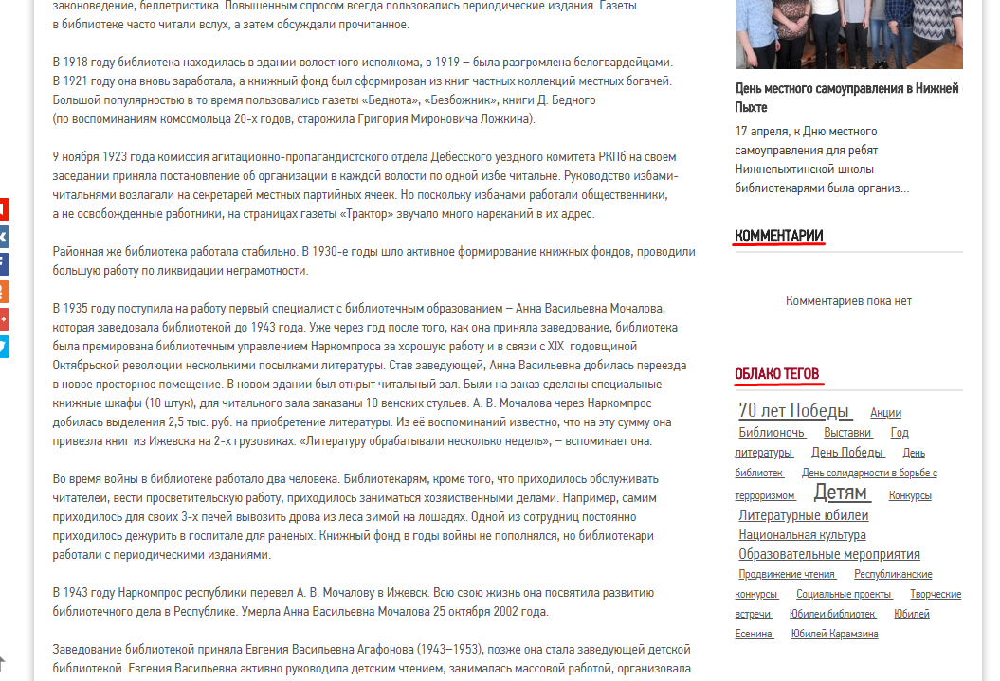 законоведение, беллетристика. Повышенным спросом всегда пользовались периодические издания. Газеты
в библиотеке часто читали вслух, а затем обсуждали прочитанное.
В 1918 году библиотека находилась в здании волостного исполкома, в 1919 – была разгромлена белогвардейцами.
В 1921 году она вновь заработала, а книжный фонд был сформирован из книг частных коллекций местных богачей.
Большой популярностью в то время пользовались газеты «Беднота», «Безбожник», книги Д. Бедного
(по воспоминаниям комсомольца 20-х годов, старожила Григория Мироновича Ложкина).
9 ноября 1923 года комиссия агитационно-пропагандистского отдела Дебёсского уездного комитета РКПб на своем
заседании приняла постановление об организации в каждой волости по одной избе читальне. Руководство избами-
читальнями возлагали на секретарей местных партийных ячеек. Но поскольку избачами работали общественники,
а не освобожденные работники, на страницах газеты «Трактор» звучало много нареканий в их адрес.
Районная же библиотека работала стабильно. В 1930-е годы шло активное формирование книжных фондов, проводили
большую работу по ликвидации неграмотности.
В 1935 году поступила на работу первый специалист с библиотечным образованием – Анна Васильевна Мочалова,
которая заведовала библиотекой до 1943 года. Уже через год после того, как она приняла заведование, библиотека
была премирована библиотечным управлением Наркомпроса за хорошую работу и в связи с XIX годовщиной
Октябрьской революции несколькими посылками литературы. Став заведующей, Анна Васильевна добилась переезда
в новое просторное помещение. В новом здании был открыт читальный зал. Были на заказ сделаны специальные
книжные шкафы (10 штук), для читального зала заказаны 10 венских стульев. А. В. Мочалова через Наркомпрос
добилась выделения 2,5 тыс. руб. на приобретение литературы. Из её воспоминаний известно, что на эту сумму она
привезла книг из Ижевска на 2-х грузовиках. «Литературу обрабатывали несколько недель», – вспоминает она.
Во время войны в библиотеке работало два человека. Библиотекарям, кроме того, что приходилось обслуживать
читателей, вести просветительскую работу, приходилось заниматься хозяйственными делами. Например, самим
приходилось для своих 3-х печей вывозить дрова из леса зимой на лошадях. Одной из сотрудниц постоянно
приходилось дежурить в госпитале для раненых. Книжный фонд в годы войны не пополнялся, но библиотекари
работали с периодическими изданиями.
В 1943 году Наркомпрос республики перевел А. В. Мочалову в Ижевск. Всю свою жизнь она посвятила развитию
библиотечного дела в Республике. Умерла Анна Васильевна Мочалова 25 октября 2002 года.
Заведование библиотекой приняла Евгения Васильевна Агафонова (1943–1953), позже она стала заведующей детской
библиотекой. Евгения Васильевна активно руководила детским чтением, занималась массовой работой, организовала
День местного самоуправления в Нижней
Пыхте
17 апреля, к Дню местного
самоуправления для ребят
Нижнепыхтинской школы
библиотекарями была организ...
КОММЕНТАРИИ
Комментариев пока нет
ОБЛАКО ТЕГОВ
70 лет Победы Акции
Библионочь Выставки Год
литературы День Победы День
библиотек День солидарности в борьбе с
терроризмом Детям Конкурсы
Литературные юбилеи
Национальная культура
Образовательные мероприятия
Продвижение чтения Республиканские
конкурсы Социальные проекты Творческие
встречи Юбилеи библиотек Юбилей
Есенина Юбилей Карамзина